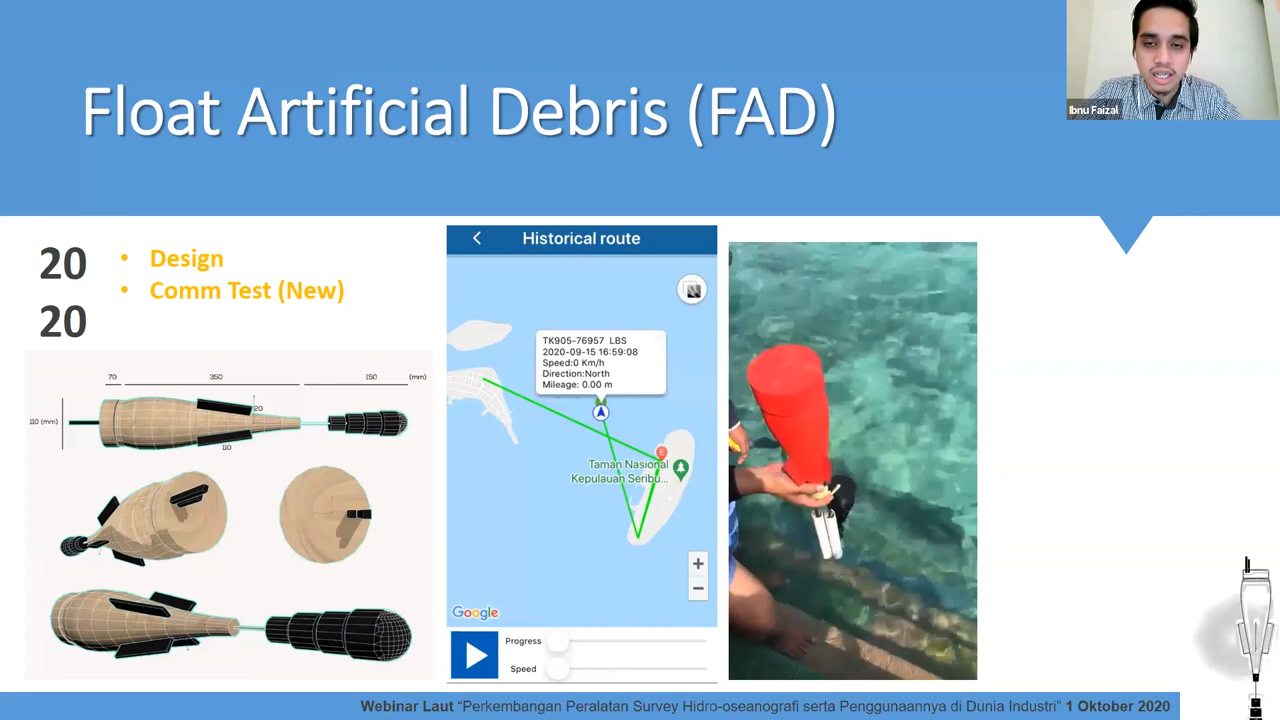 Float Artificial Debris (FAD)
Ibnu Faizal
20
20
• Design
• Comm Test (New)
70 350 150 (mm)
110 (mm)
20
110
Historical route
TK905-76957 LBS
2020-09-15 16:59:08
Speed:0 Km/h
Direction:North
Mileage: 0.00 m
E
Taman Nasional
Kepulauan Seribu...
+
−
Google
Progress
Speed
Webinar Laut “Perkembangan Peralatan Survey Hidro-oseanografi serta Penggunaannya di Dunia Industri” 1 Oktober 2020